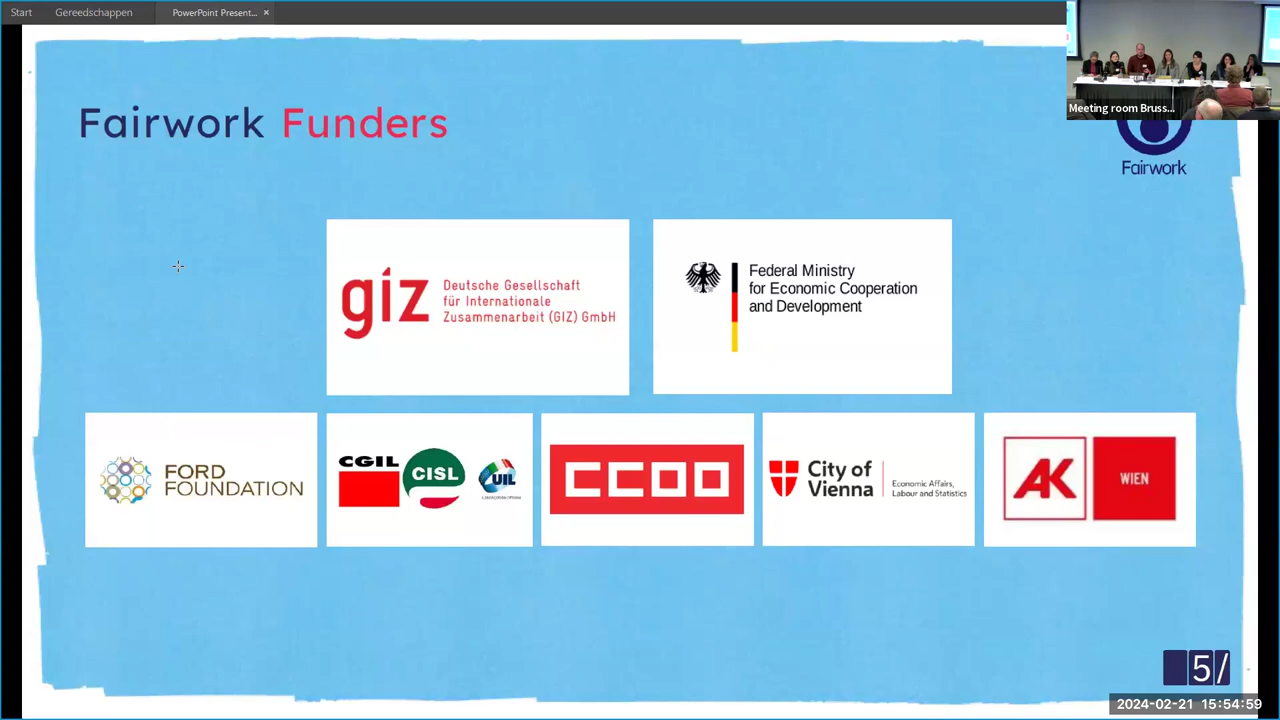 Start
Gereedschappen
PowerPoint Present...
×
Meeting room Bruss...
Fairwork Funders
Fairwork
giz
Deutsche Gesellschaft
für Internationale
Zusammenarbeit (GIZ) GmbH
Federal Ministry
for Economic Cooperation
and Development
FORD
FOUNDATION
CGIL
CISL
UIL
CCOO
City of
Vienna
Economic Affairs,
Labour and Statistics
AK
WIEN
5/
2024-02-21 15:54:59